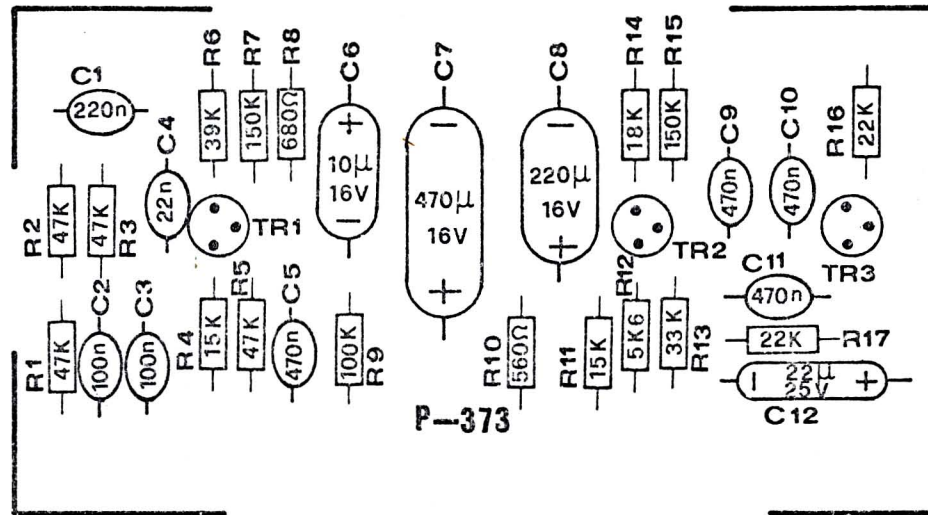 C1
220n
C4
22n
R6
39K
R7
150K
R8
680Ω
C6
+
10µ
16V
−
C7
−
470µ
16V
+
C8
−
220µ
16V
+
R14
18K
R15
150K
C9
470n
C10
470n
R16
22K
R2
47K
47K
R3
TR1
TR2
TR3
R1
47K
C2
100n
C3
100n
R4
15K
R5
47K
C5
470n
100K
R9
R10
560Ω
R11
15K
R12
5K6
33K
R13
C11
470n
22K
R17
−
22µ
25V
+
C12
P--373